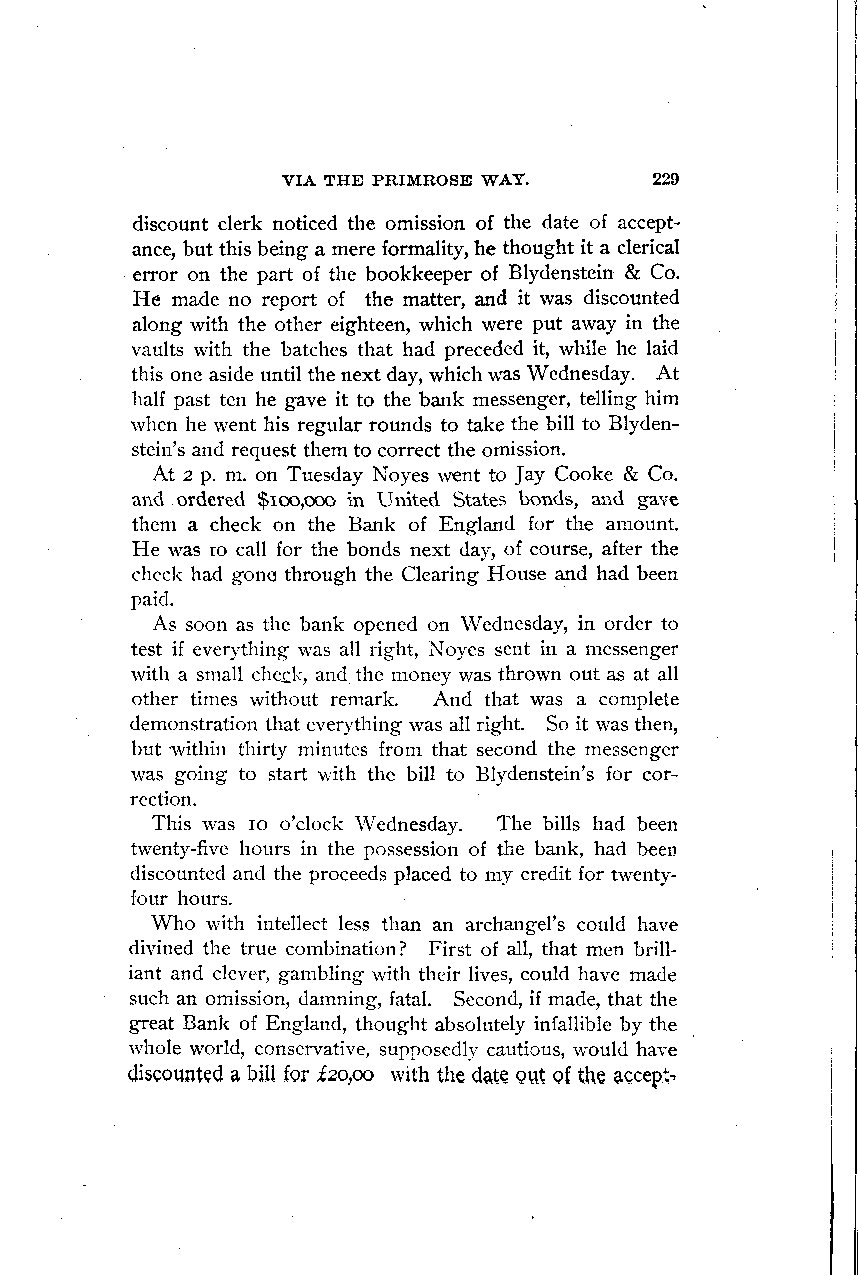 VIA THE PRIMROSE WAY. 229
discount clerk noticed the omission of the date of accept-
ance, but this being a mere formality, he thought it a clerical
error on the part of the bookkeeper of Blydenstein & Co.
He made no report of the matter, and it was discounted
along with the other eighteen, which were put away in the
vaults with the batches that had preceded it, while he laid
this one aside until the next day, which was Wednesday. At
half past ten he gave it to the bank messenger, telling him
when he went his regular rounds to take the bill to Blyden-
stein's and request them to correct the omission.
At 2 p. m. on Tuesday Noyes went to Jay Cooke & Co.
and ordered $100,000 in United States bonds, and gave
them a check on the Bank of England for the amount.
He was to call for the bonds next day, of course, after the
check had gone through the Clearing House and had been
paid.
As soon as the bank opened on Wednesday, in order to
test if everything was all right, Noyes sent in a messenger
with a small check, and the money was thrown out as at all
other times without remark. And that was a complete
demonstration that everything was all right. So it was then,
but within thirty minutes from that second the messenger
was going to start with the bill to Blydenstein's for cor-
rection.
This was 10 o'clock Wednesday. The bills had been
twenty-five hours in the possession of the bank, had been
discounted and the proceeds placed to my credit for twenty-
four hours.
Who with intellect less than an archangel's could have
divined the true combination? First of all, that men brill-
iant and clever, gambling with their lives, could have made
such an omission, damning, fatal. Second, if made, that the
great Bank of England, thought absolutely infallible by the
whole world, conservative, supposedly cautious, would have
discounted a bill for £20,00 with the date out of the accept-